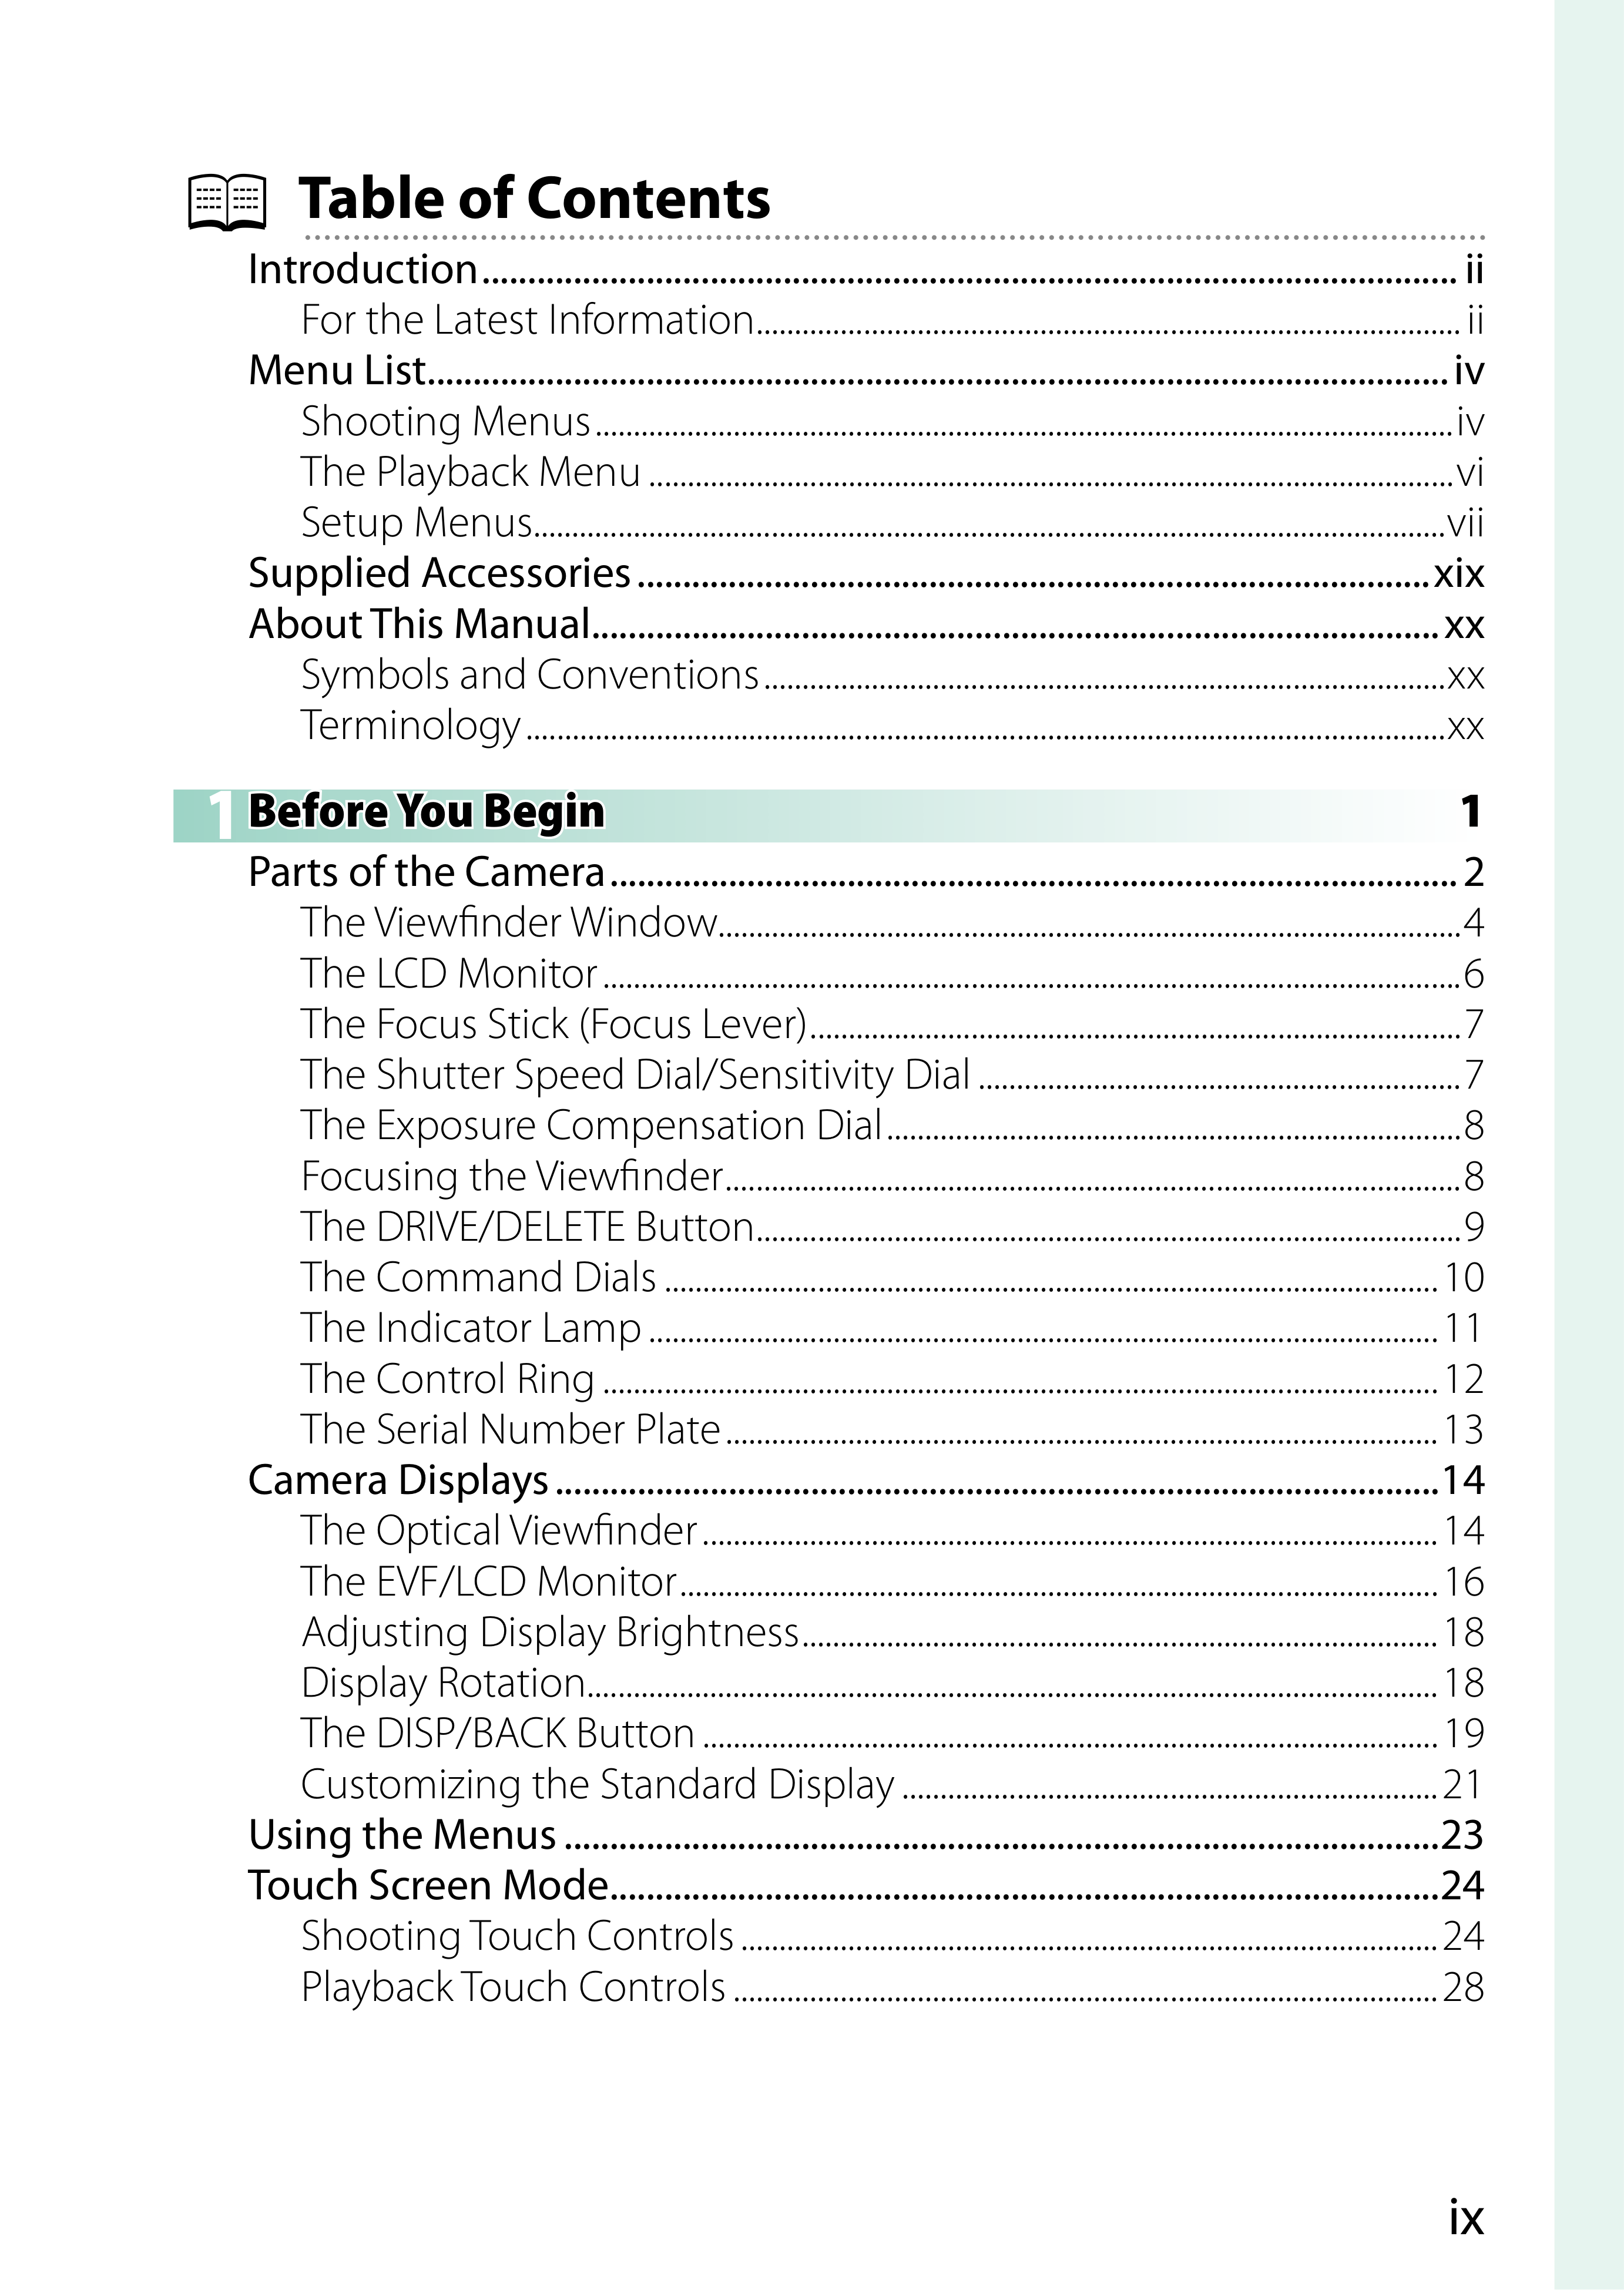 Table of Contents
Introduction ii
For the Latest Information ii
Menu List iv
Shooting Menus iv
The Playback Menu vi
Setup Menus vii
Supplied Accessories xix
About This Manual xx
Symbols and Conventions xx
Terminology xx
1 Before You Begin 1
Parts of the Camera 2
The Viewfinder Window 4
The LCD Monitor 6
The Focus Stick (Focus Lever) 7
The Shutter Speed Dial/Sensitivity Dial 7
The Exposure Compensation Dial 8
Focusing the Viewfinder 8
The DRIVE/DELETE Button 9
The Command Dials 10
The Indicator Lamp 11
The Control Ring 12
The Serial Number Plate 13
Camera Displays 14
The Optical Viewfinder 14
The EVF/LCD Monitor 16
Adjusting Display Brightness 18
Display Rotation 18
The DISP/BACK Button 19
Customizing the Standard Display 21
Using the Menus 23
Touch Screen Mode 24
Shooting Touch Controls 24
Playback Touch Controls 28
ix